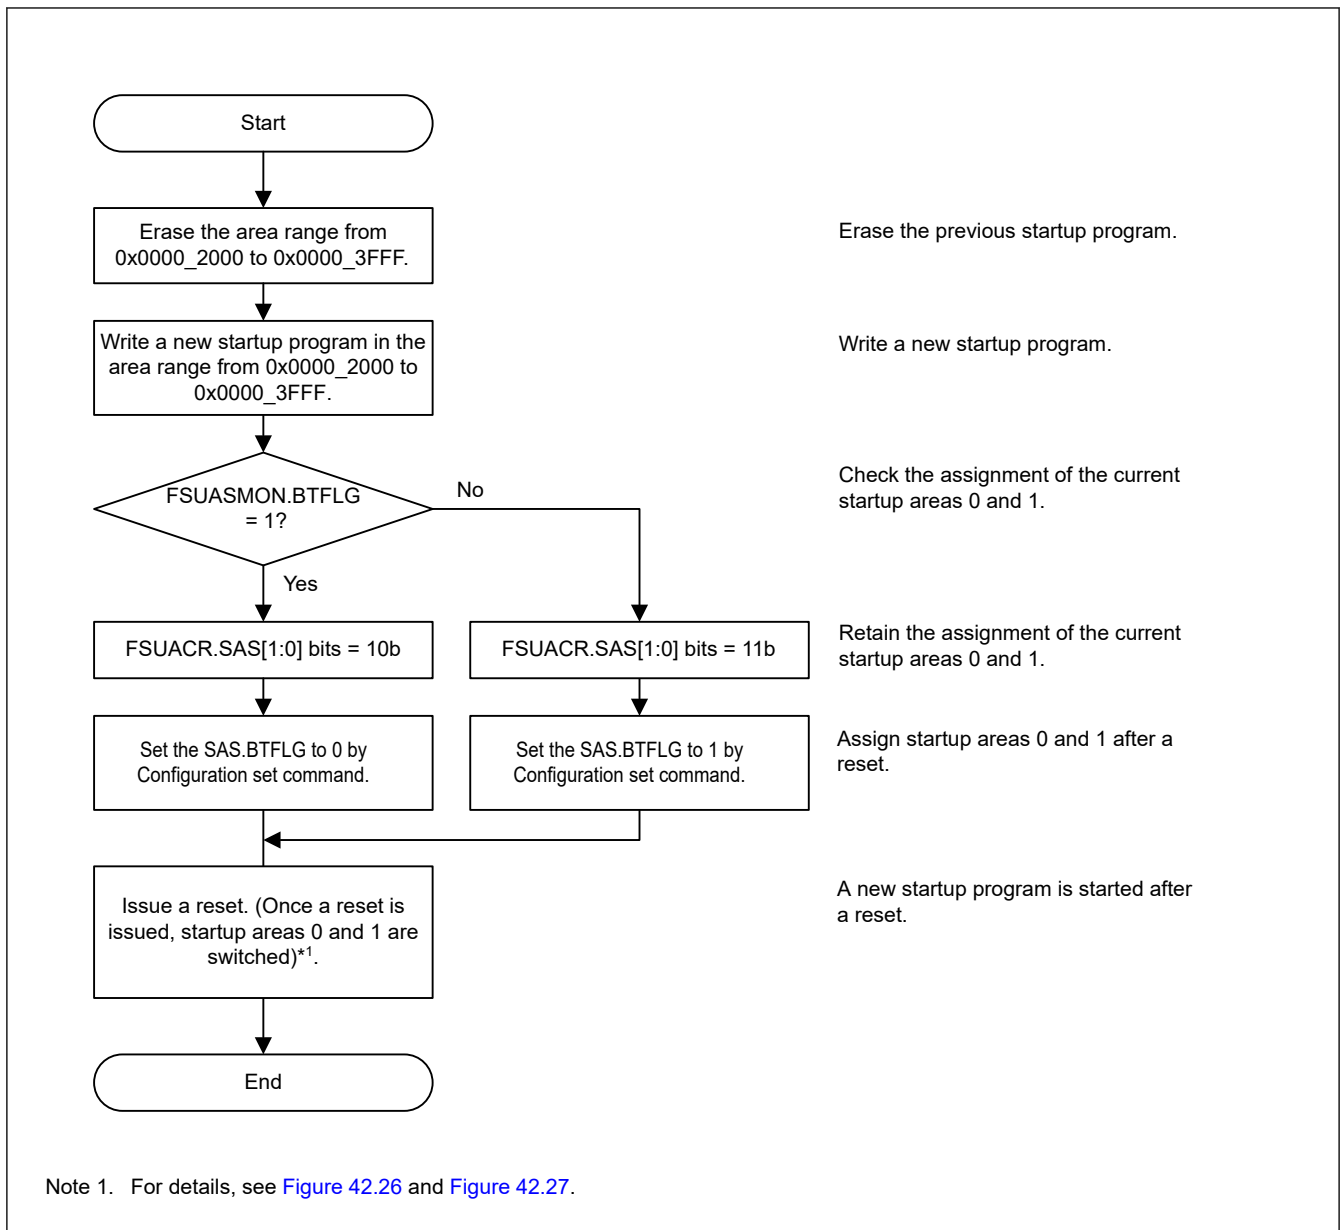 Start
Erase the area range from
0x0000_2000 to 0x0000_3FFF.
Erase the previous startup program.
Write a new startup program in the
area range from 0x0000_2000 to
0x0000_3FFF.
Write a new startup program.
FSUASMON.BTFLG
= 1?
No
Yes
Check the assignment of the current
startup areas 0 and 1.
FSUACR.SAS[1:0] bits = 10b
FSUACR.SAS[1:0] bits = 11b
Retain the assignment of the current
startup areas 0 and 1.
Set the SAS.BTFLG to 0 by
Configuration set command.
Set the SAS.BTFLG to 1 by
Configuration set command.
Assign startup areas 0 and 1 after a
reset.
Issue a reset. (Once a reset is
issued, startup areas 0 and 1 are
switched)*1.
A new startup program is started after
a reset.
End
Note 1. For details, see Figure 42.26 and Figure 42.27.